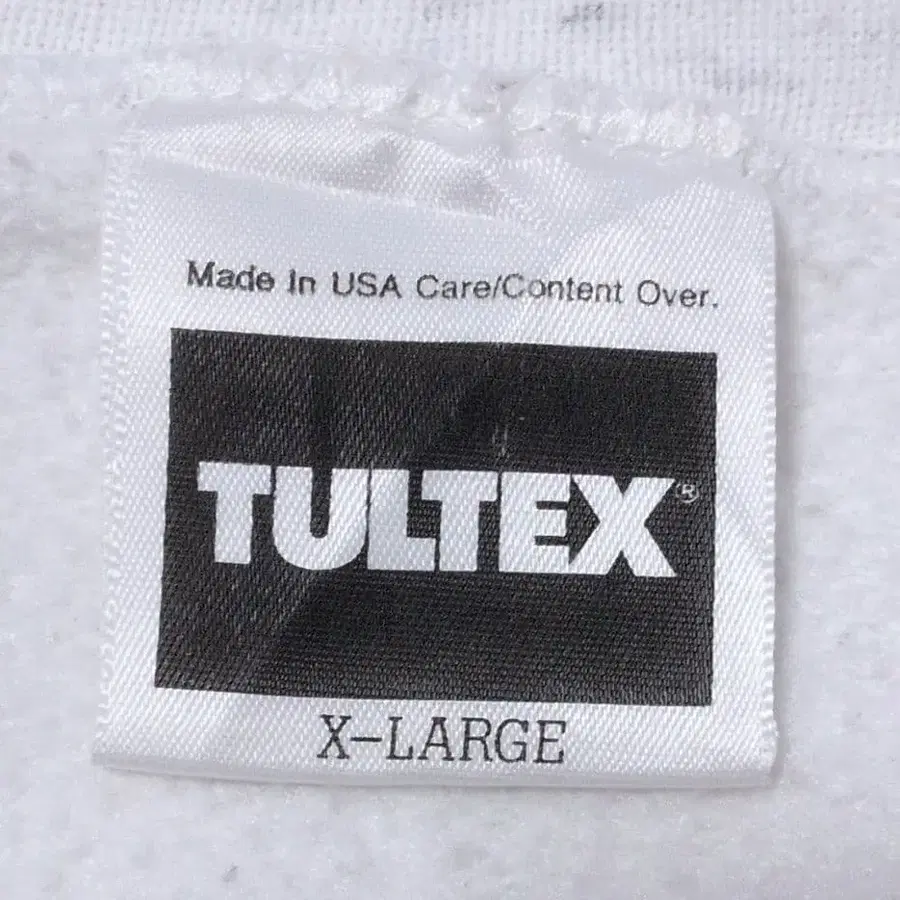 Made In USA Care/Content Over.
TULTEX®
X-LARGE